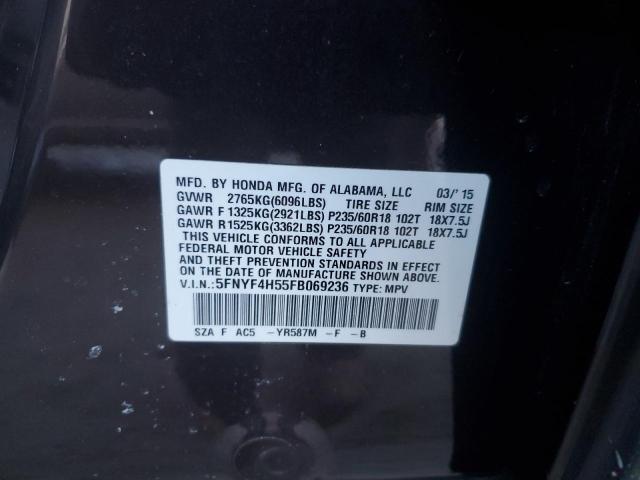 MFD. BY HONDA MFG. OF ALABAMA, LLC 03/'15
GVWR 2765KG(6096LBS) TIRE SIZE RIM SIZE
GAWR F 1325KG(2921LBS) P235/60R18 102T 18X7.5J
GAWR R1525KG(3362LBS) P235/60R18 102T 18X7.5J
THIS VEHICLE CONFORMS TO ALL APPLICABLE
FEDERAL MOTOR VEHICLE SAFETY
AND THEFT PREVENTION STANDARDS IN EFFECT
ON THE DATE OF MANUFACTURE SHOWN ABOVE.
V.I.N.:5FNYF4H55FB069236 TYPE: MPV
SZA F AC5 -YR587M -F -B